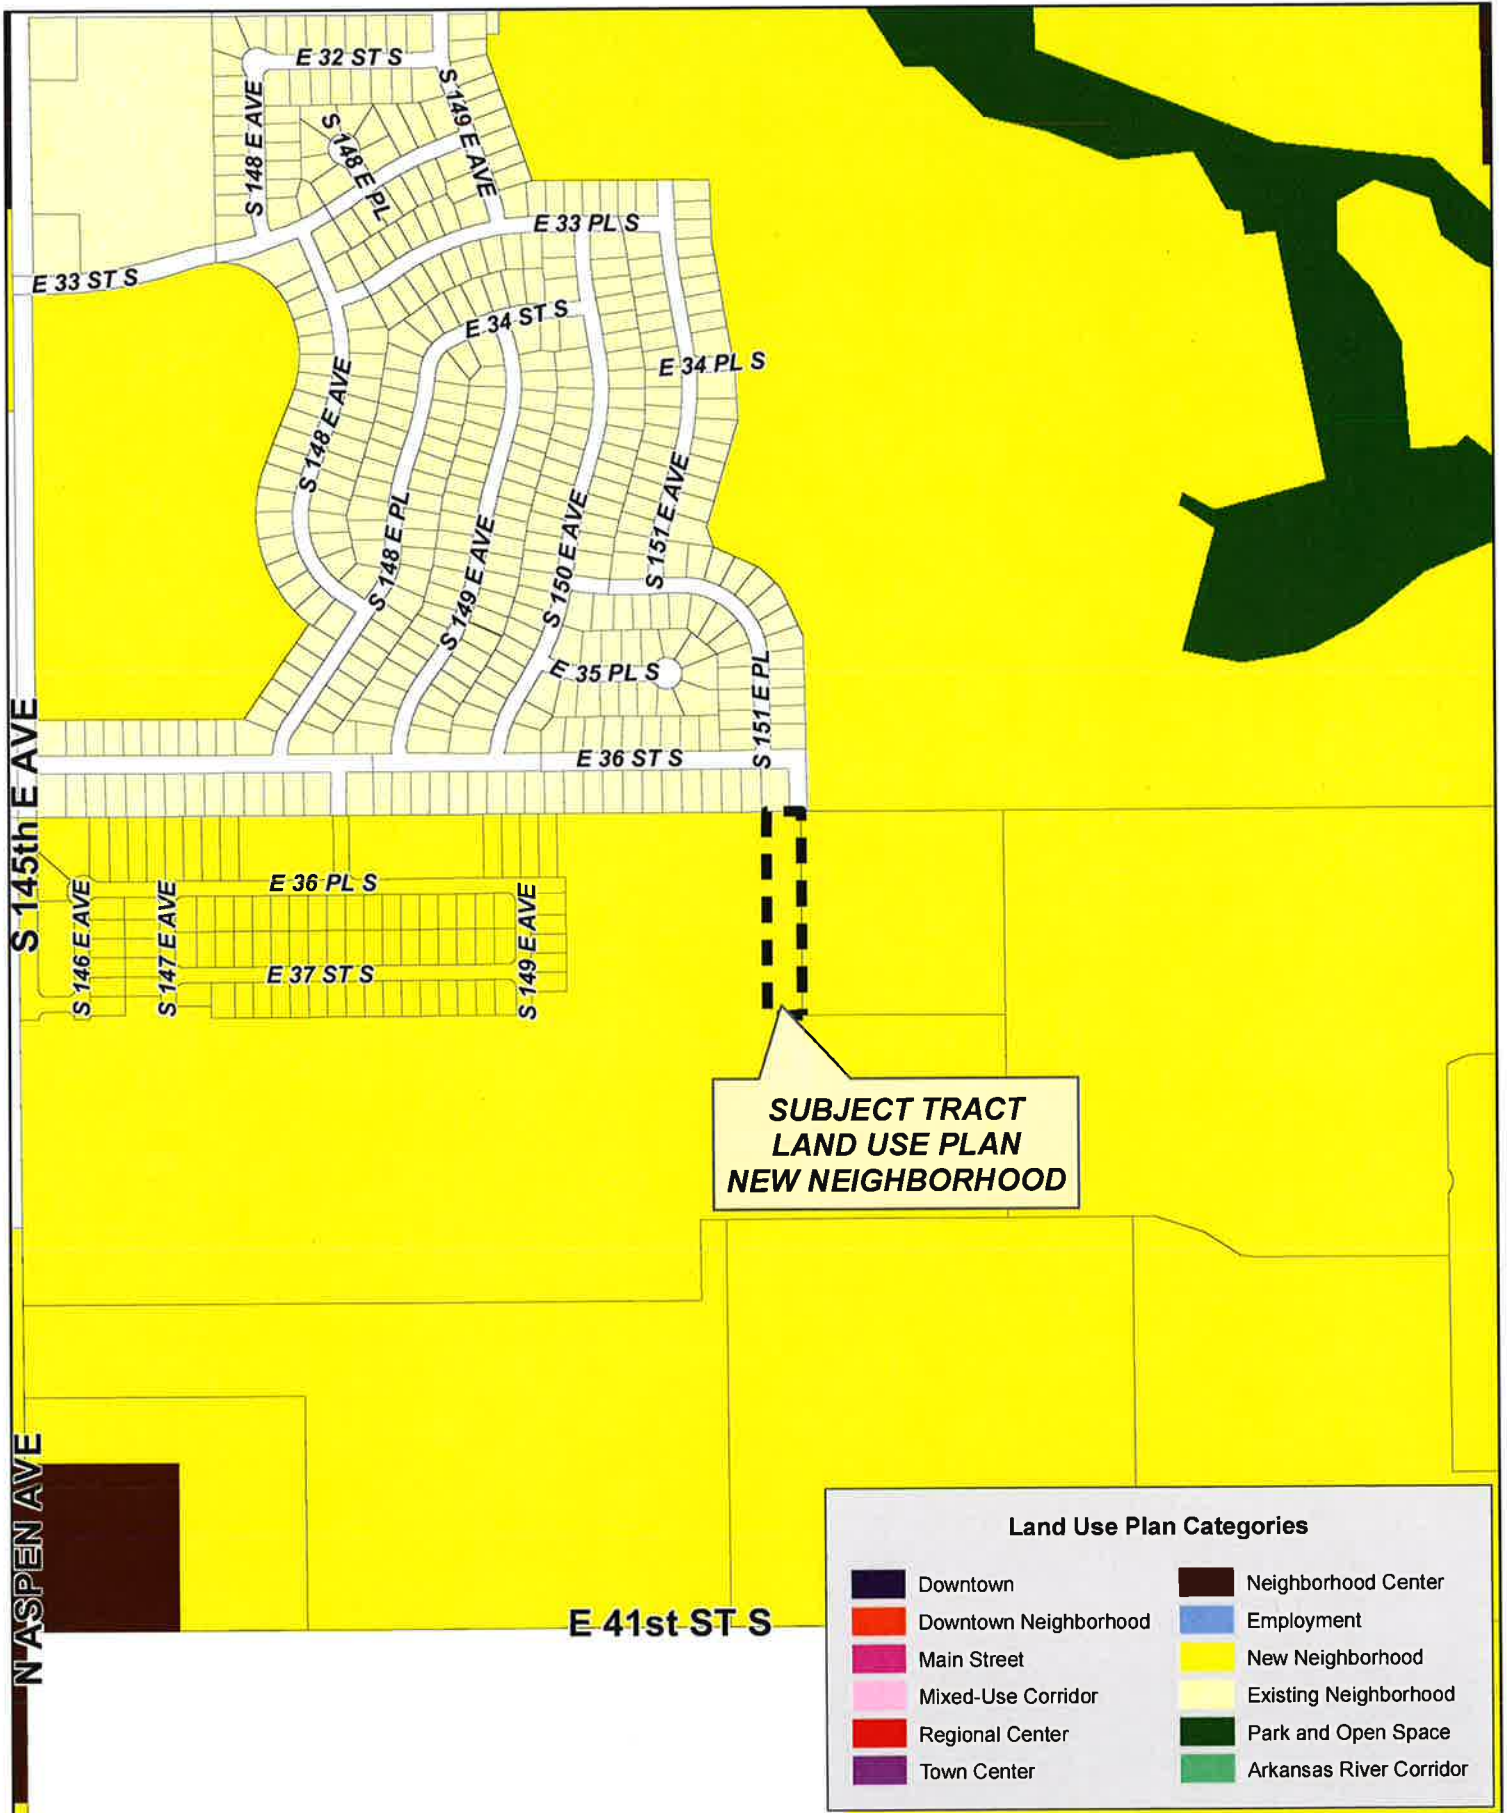 E 32 ST S
S 148 E AVE
S 149 E AVE
S 148 E PL
E 33 PL S
E 33 ST S
E 34 ST S
E 34 PL S
S 148 E AVE
S 148 E PL
S 149 E AVE
S 150 E AVE
S 151 E AVE
E 35 PL S
S 151 E PL
E 36 ST S
S 145th E AVE
E 36 PL S
S 146 E AVE
S 147 E AVE
S 149 E AVE
E 37 ST S
SUBJECT TRACT
LAND USE PLAN
NEW NEIGHBORHOOD
N ASPEN AVE
E 41st ST S
Land Use Plan Categories
Downtown
Downtown Neighborhood
Main Street
Mixed-Use Corridor
Regional Center
Town Center
Neighborhood Center
Employment
New Neighborhood
Existing Neighborhood
Park and Open Space
Arkansas River Corridor